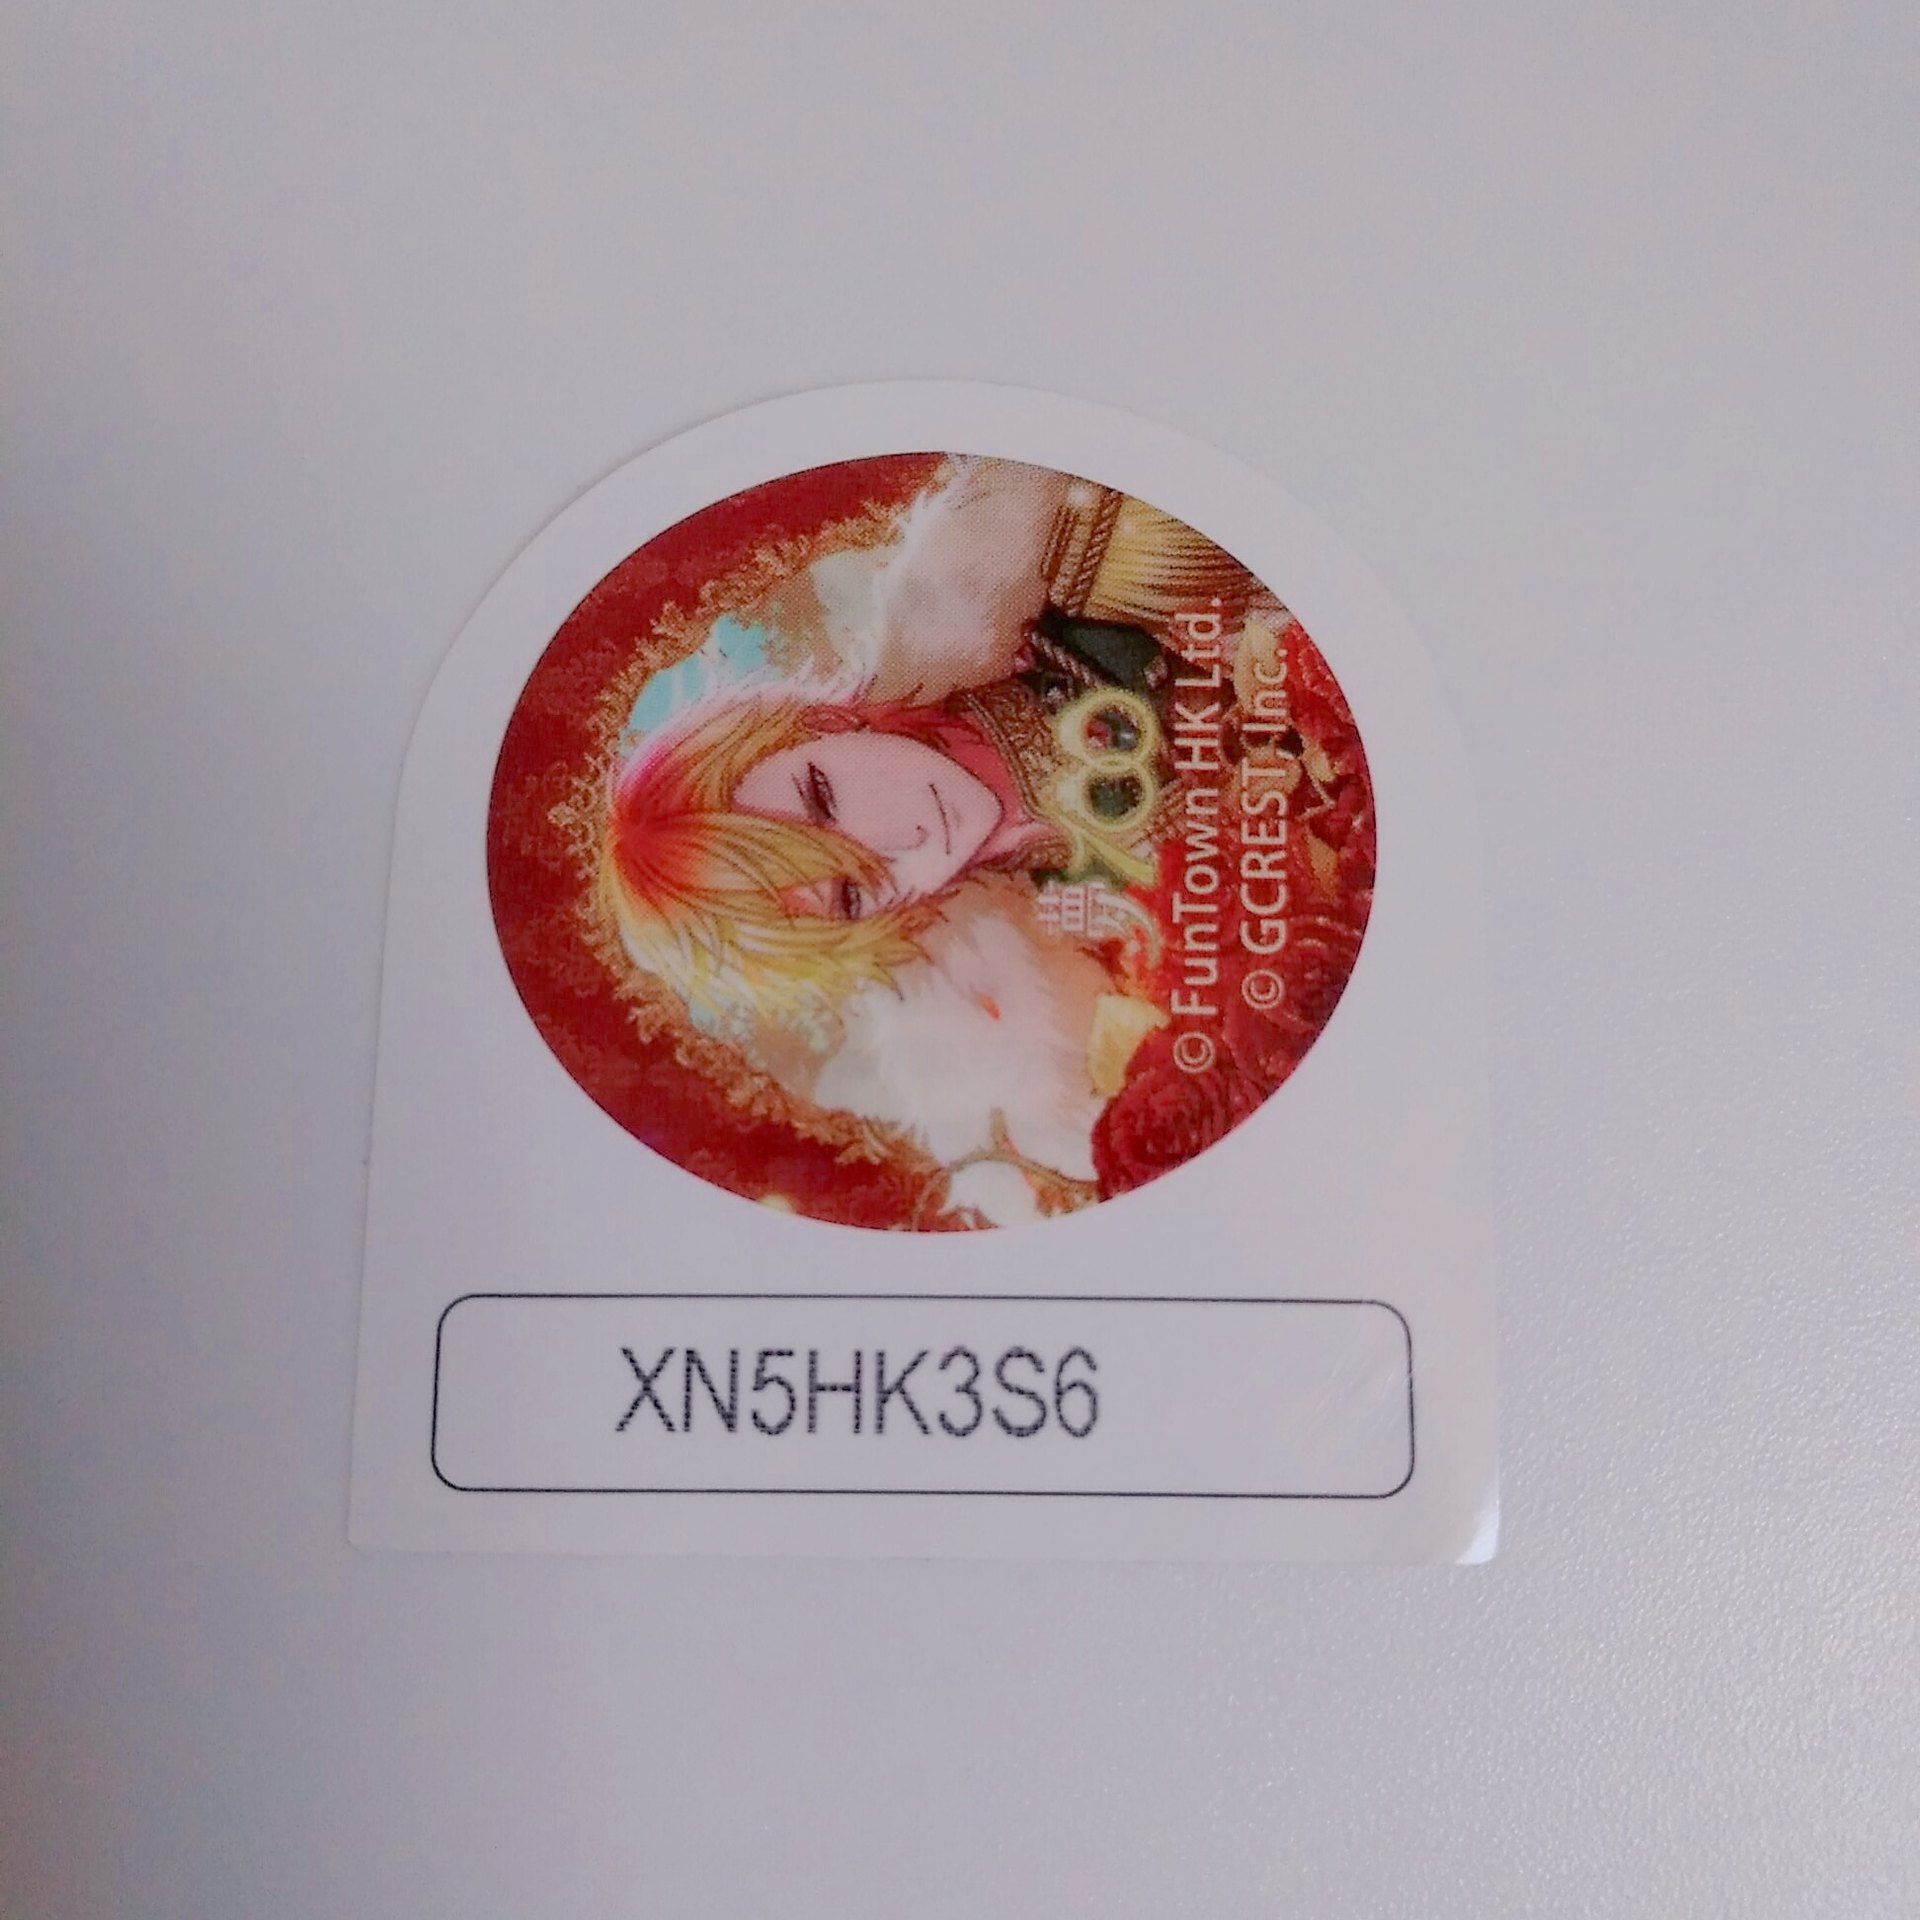 夢100
© FunTown HK Ltd.
© GCREST, Inc.
XN5HK3S6